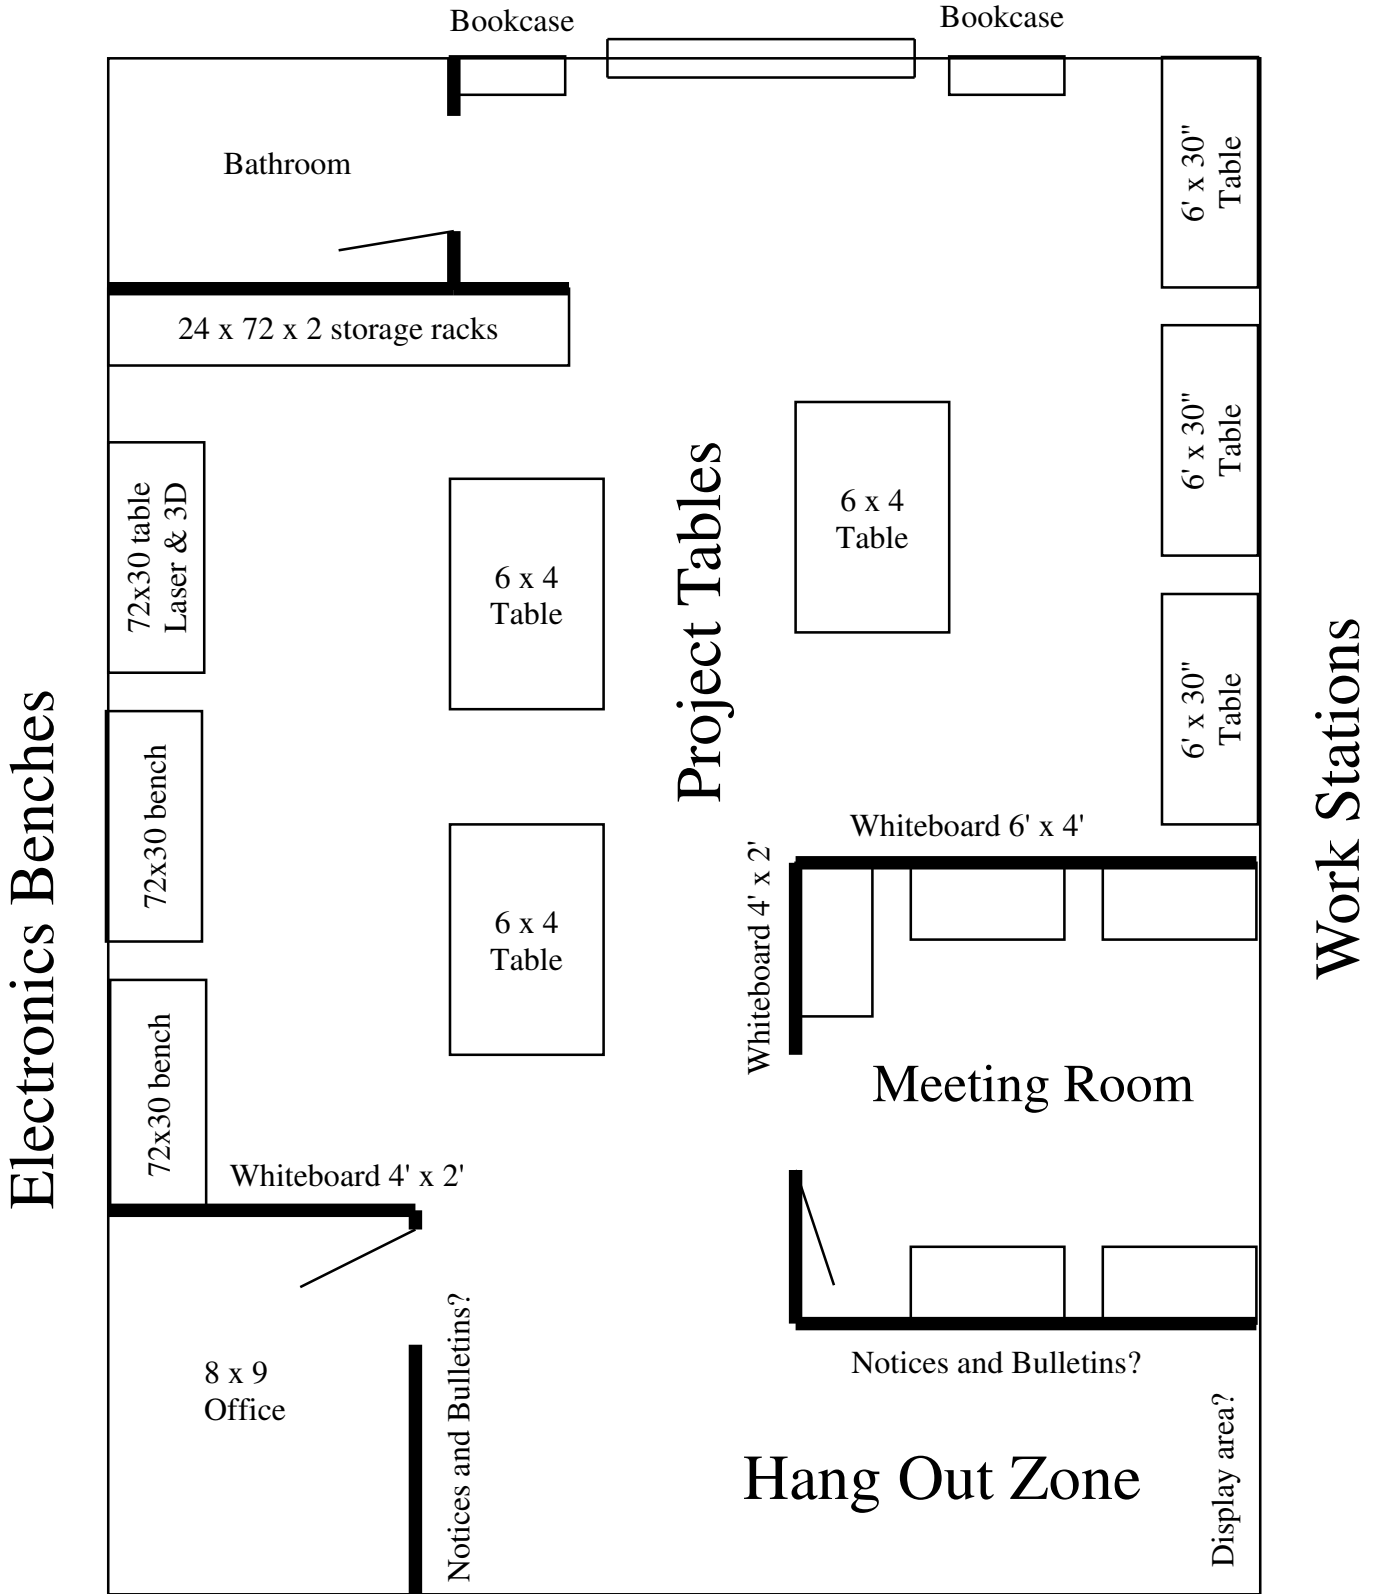 Bookcase
Bookcase
Bathroom
6' x 30"
Table
24 x 72 x 2 storage racks
6' x 30"
Table
72x30 table
Laser & 3D
6 x 4
Table
6 x 4
Table
Project Tables
6' x 30"
Table
Electronics Benches
Work Stations
72x30 bench
Whiteboard 6' x 4'
Whiteboard 4' x 2'
6 x 4
Table
72x30 bench
Meeting Room
Whiteboard 4' x 2'
Notices and Bulletins?
Notices and Bulletins?
8 x 9
Office
Display area?
Hang Out Zone